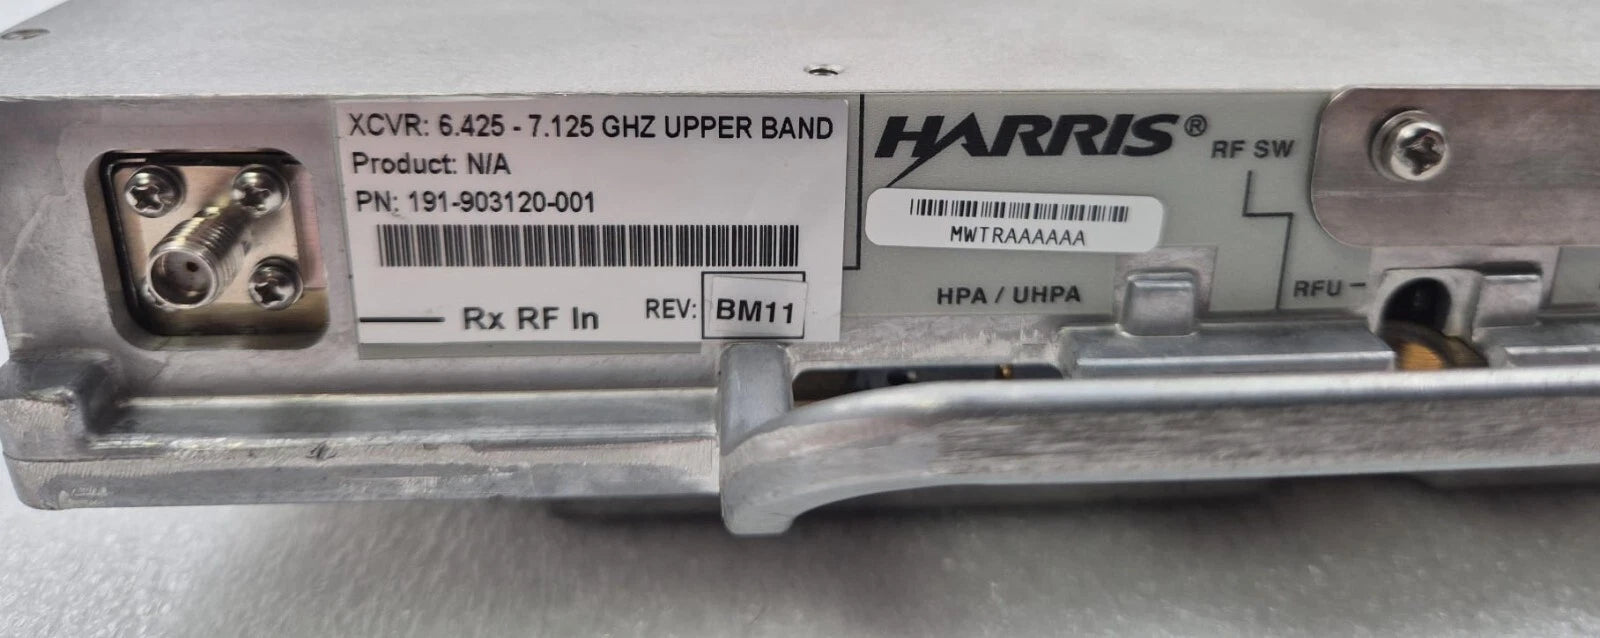 XCVR: 6.425 - 7.125 GHZ UPPER BAND
Product: N/A
PN: 191-903120-001
Rx RF In
REV: BM11
HARRIS®
MWTRAAAAAA
RF SW
HPA / UHPA
RFU